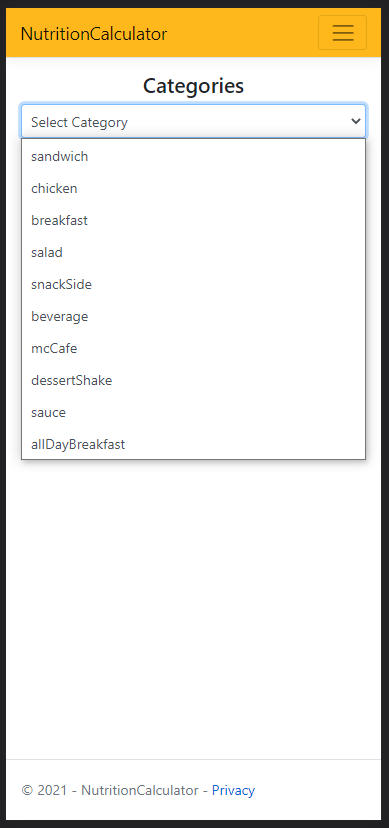 NutritionCalculator
Categories
Select Category
sandwich
chicken
breakfast
salad
snackSide
beverage
mcCafe
dessertShake
sauce
allDayBreakfast
© 2021 - NutritionCalculator - Privacy